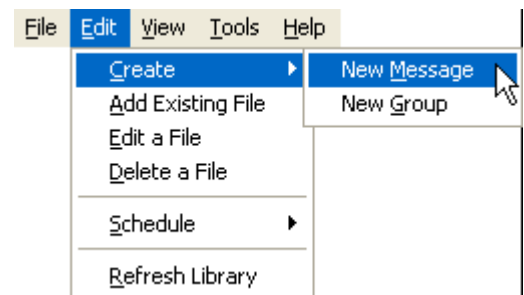 File Edit View Tools Help
Create New Message
Add Existing File New Group
Edit a File
Delete a File
Schedule
Refresh Library